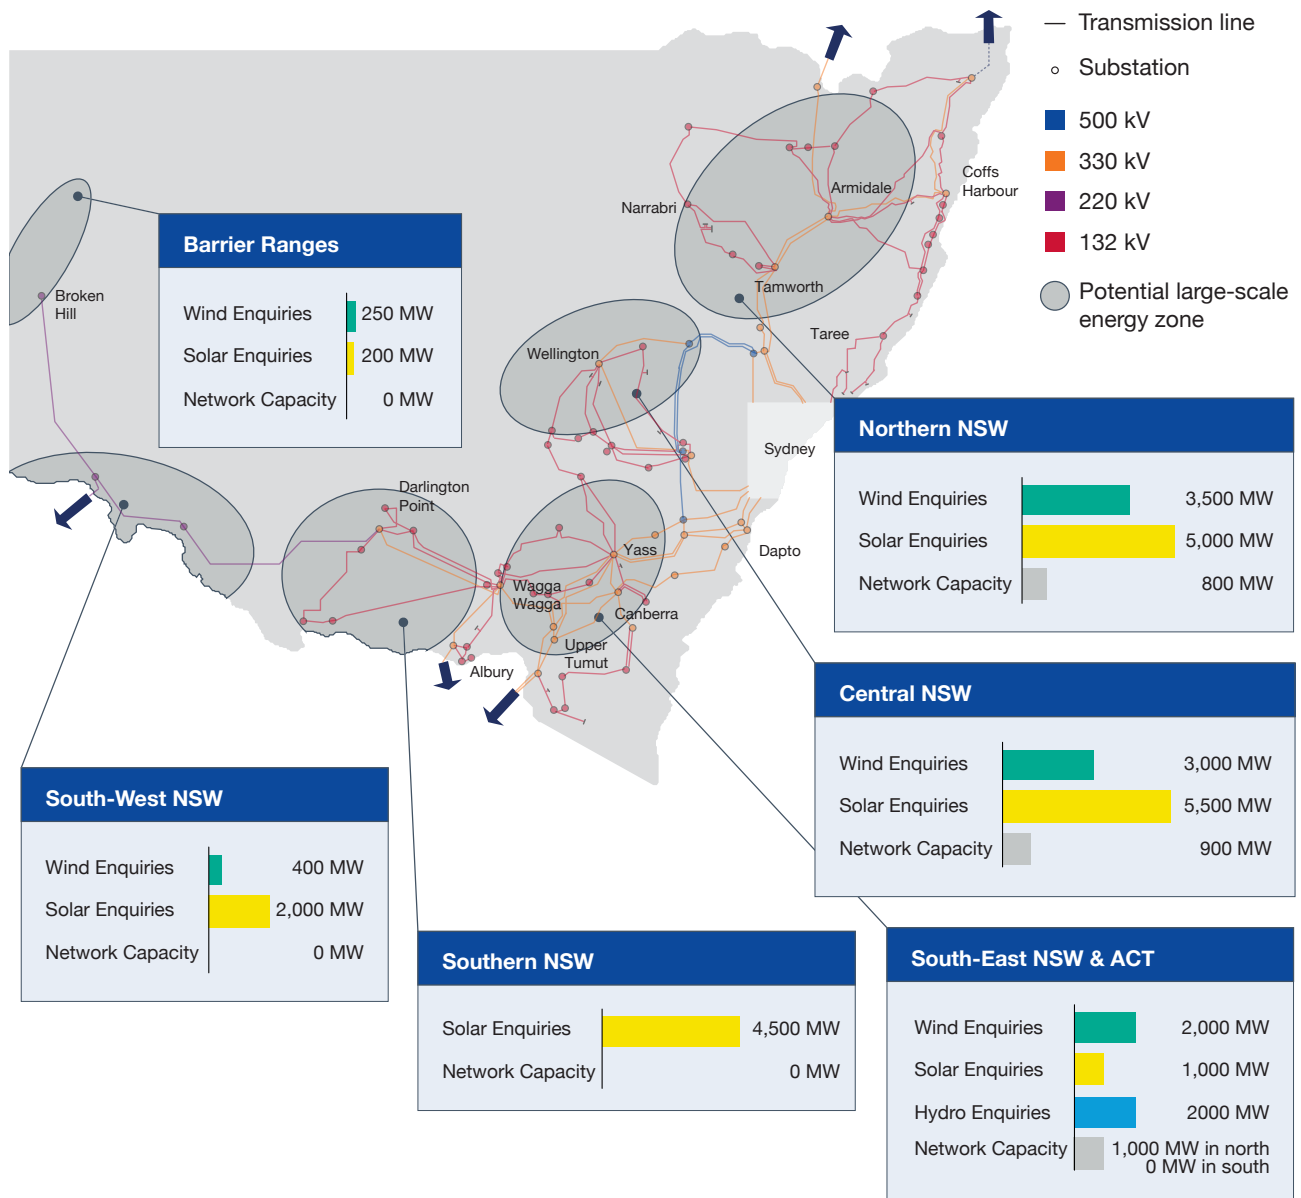 Transmission line
Substation
500 kV
330 kV
220 kV
132 kV
Potential large-scale
energy zone
Coffs
Harbour
Armidale
Narrabri
Tamworth
Taree
Broken
Hill
Wellington
Sydney
Darlington
Point
Yass
Dapto
Wagga
Wagga
Canberra
Upper
Tumut
Albury
Barrier Ranges
Wind Enquiries 250 MW
Solar Enquiries 200 MW
Network Capacity 0 MW
Northern NSW
Wind Enquiries 3,500 MW
Solar Enquiries 5,000 MW
Network Capacity 800 MW
Central NSW
Wind Enquiries 3,000 MW
Solar Enquiries 5,500 MW
Network Capacity 900 MW
South-West NSW
Wind Enquiries 400 MW
Solar Enquiries 2,000 MW
Network Capacity 0 MW
Southern NSW
Solar Enquiries 4,500 MW
Network Capacity 0 MW
South-East NSW & ACT
Wind Enquiries 2,000 MW
Solar Enquiries 1,000 MW
Hydro Enquiries 2000 MW
Network Capacity 1,000 MW in north
0 MW in south